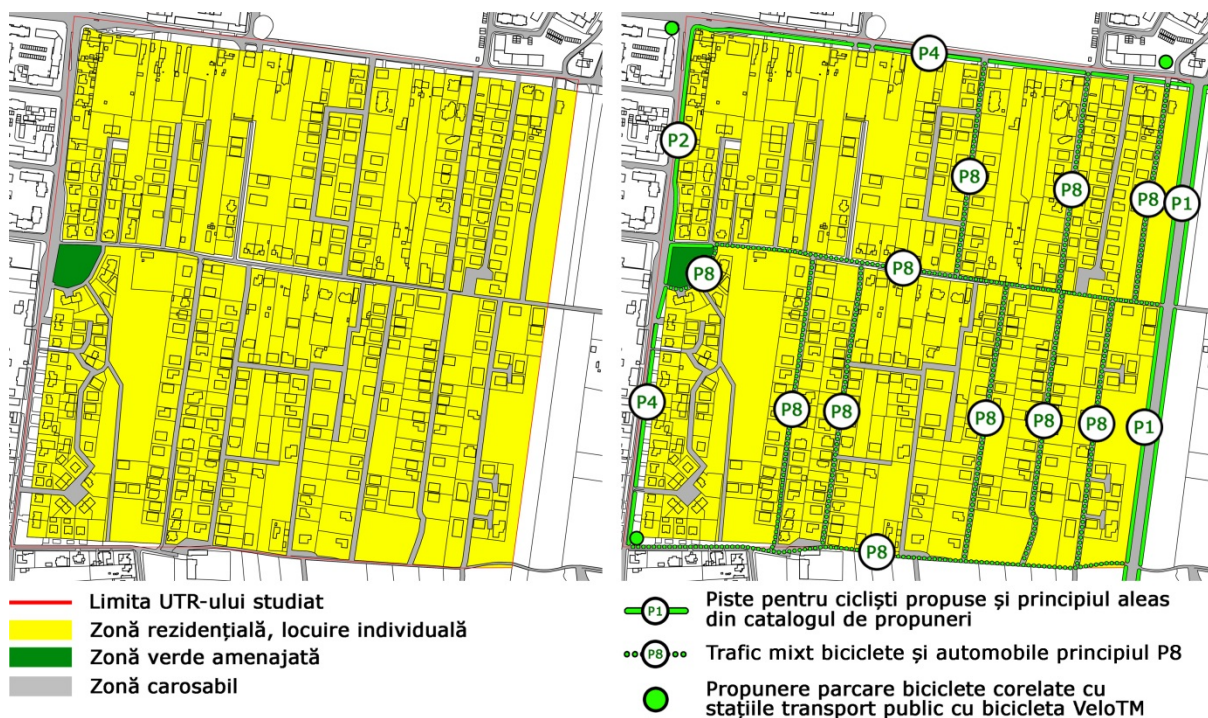 P4
P2
P8
P8
P8
P1
P8
P8
P4
P8
P8
P8
P8
P8
P1
P8
Limita UTR-ului studiat
Zonă rezidențială, locuire individuală
Zonă verde amenajată
Zonă carosabil
P1 Piste pentru cicliști propuse și principiul aleas
din catalogul de propuneri
P8 Trafic mixt biciclete și automobile principiul P8
Propunere parcare biciclete corelate cu
stațiile transport public cu bicicleta VeloTM